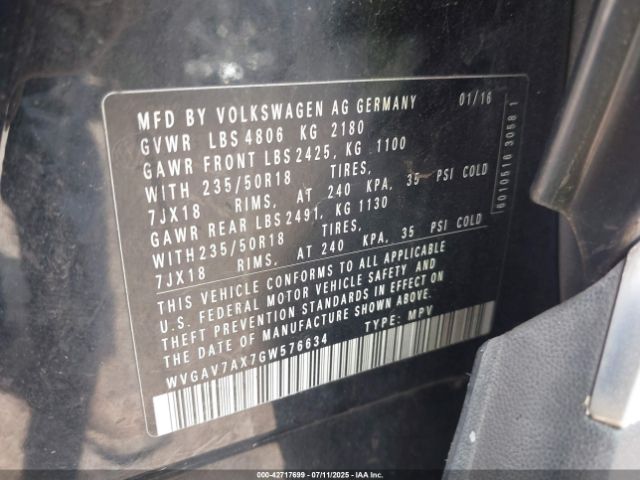 MFD BY VOLKSWAGEN AG GERMANY 01/16
GVWR LBS 4806 KG 2180
GAWR FRONT LBS 2425, KG 1100
WITH 235/50R18 TIRES,
7JX18 RIMS, AT 240 KPA, 35 PSI COLD
GAWR REAR LBS 2491, KG 1130
WITH 235/50R18 TIRES,
7JX18 RIMS, AT 240 KPA, 35 PSI COLD
THIS VEHICLE CONFORMS TO ALL APPLICABLE
U.S. FEDERAL MOTOR VEHICLE SAFETY AND
THEFT PREVENTION STANDARDS IN EFFECT ON
THE DATE OF MANUFACTURE SHOWN ABOVE.
WVGAV7AX7GW576634 TYPE: MPV
6010516 3058 1
000-42717699 - 07/11/2025 - IAAI.com